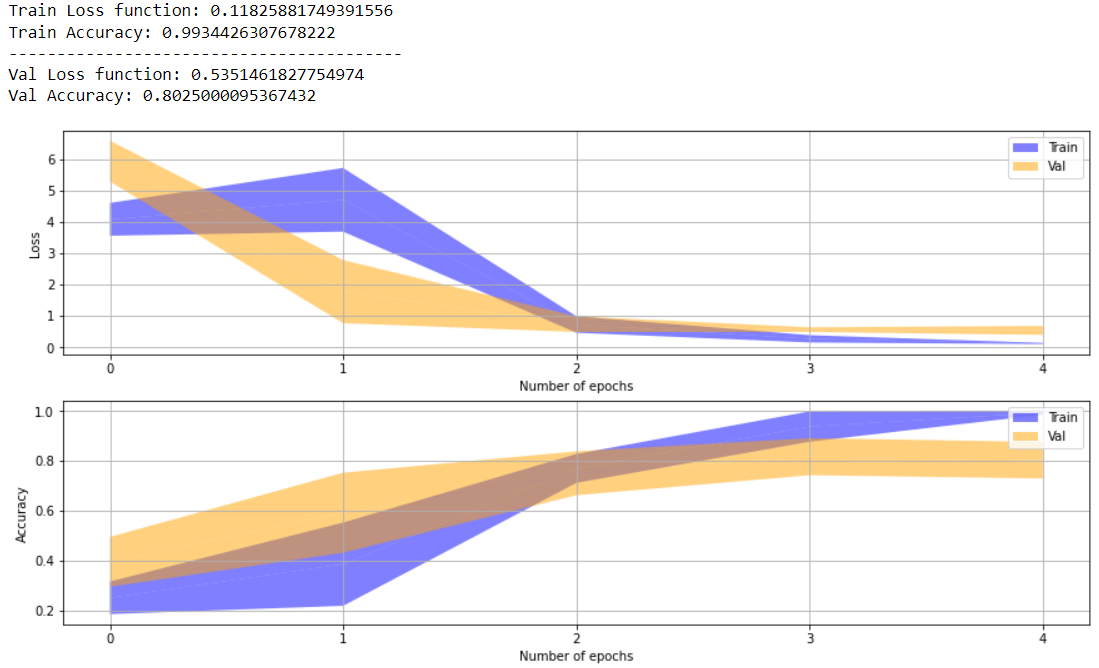 Train Loss function: 0.11825881749391556
Train Accuracy: 0.9934426307678222
----------------------------------------
Val Loss function: 0.5351461827754974
Val Accuracy: 0.8025000095367432
6
5
4
3
2
1
0
Loss
Train
Val
0 1 2 3 4
Number of epochs
1.0
0.8
0.6
0.4
0.2
Accuracy
Train
Val
0 1 2 3 4
Number of epochs